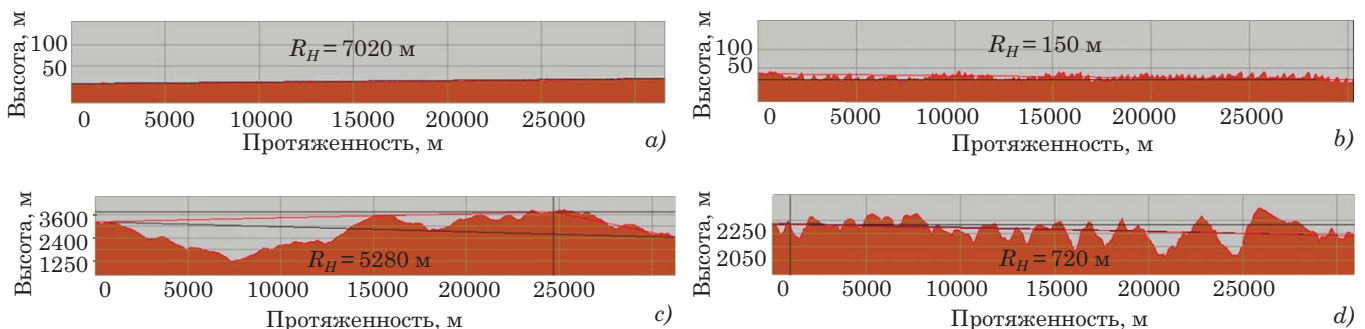 Высота, м
100
50
R_H = 7020 м
0 5000 10000 15000 20000 25000
Протяженность, м
a)
Высота, м
100
50
R_H = 150 м
0 5000 10000 15000 20000 25000
Протяженность, м
b)
Высота, м
3600
2400
1250
R_H = 5280 м
0 5000 10000 15000 20000 25000
Протяженность, м
c)
Высота, м
2250
2050
R_H = 720 м
0 5000 10000 15000 20000 25000
Протяженность, м
d)